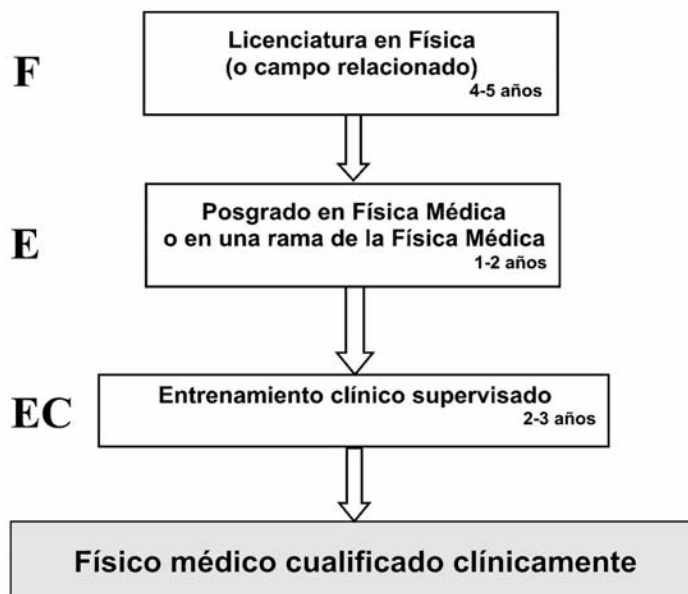 F
Licenciatura en Física
(o campo relacionado)
4-5 años
E
Posgrado en Física Médica
o en una rama de la Física Médica
1-2 años
EC
Entrenamiento clínico supervisado
2-3 años
Físico médico cualificado clínicamente